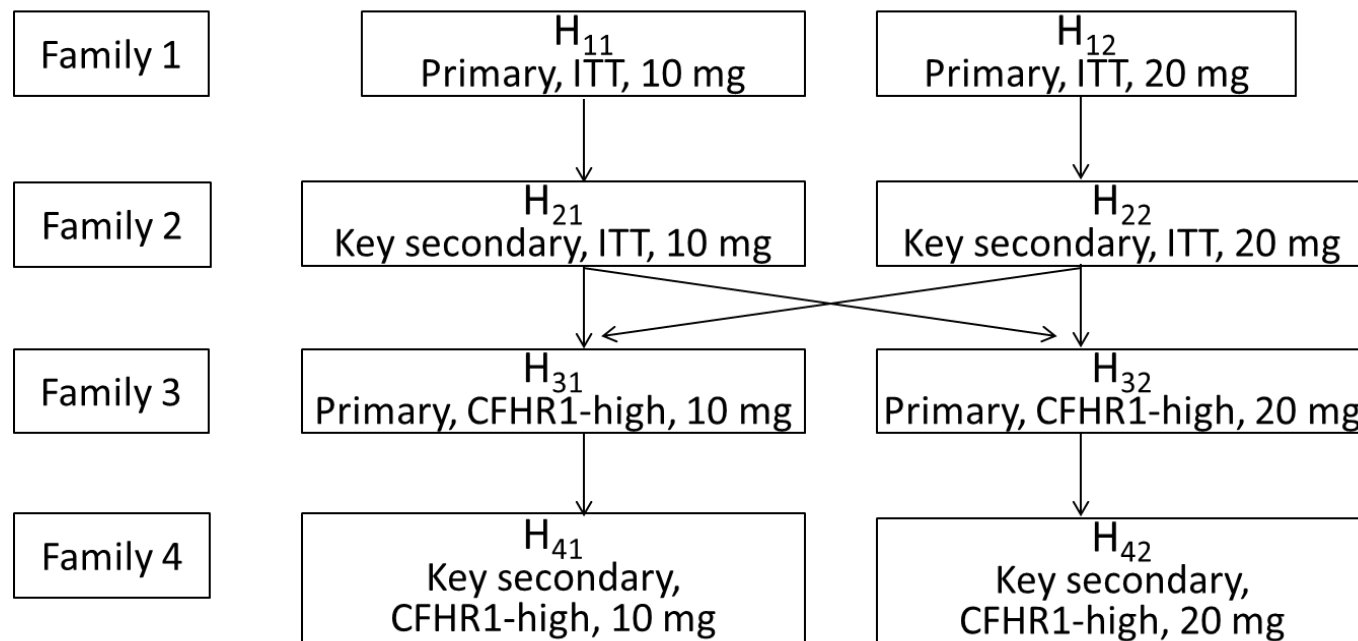 Family 1
H11
Primary, ITT, 10 mg
H12
Primary, ITT, 20 mg
Family 2
H21
Key secondary, ITT, 10 mg
H22
Key secondary, ITT, 20 mg
Family 3
H31
Primary, CFHR1-high, 10 mg
H32
Primary, CFHR1-high, 20 mg
Family 4
H41
Key secondary,
CFHR1-high, 10 mg
H42
Key secondary,
CFHR1-high, 20 mg